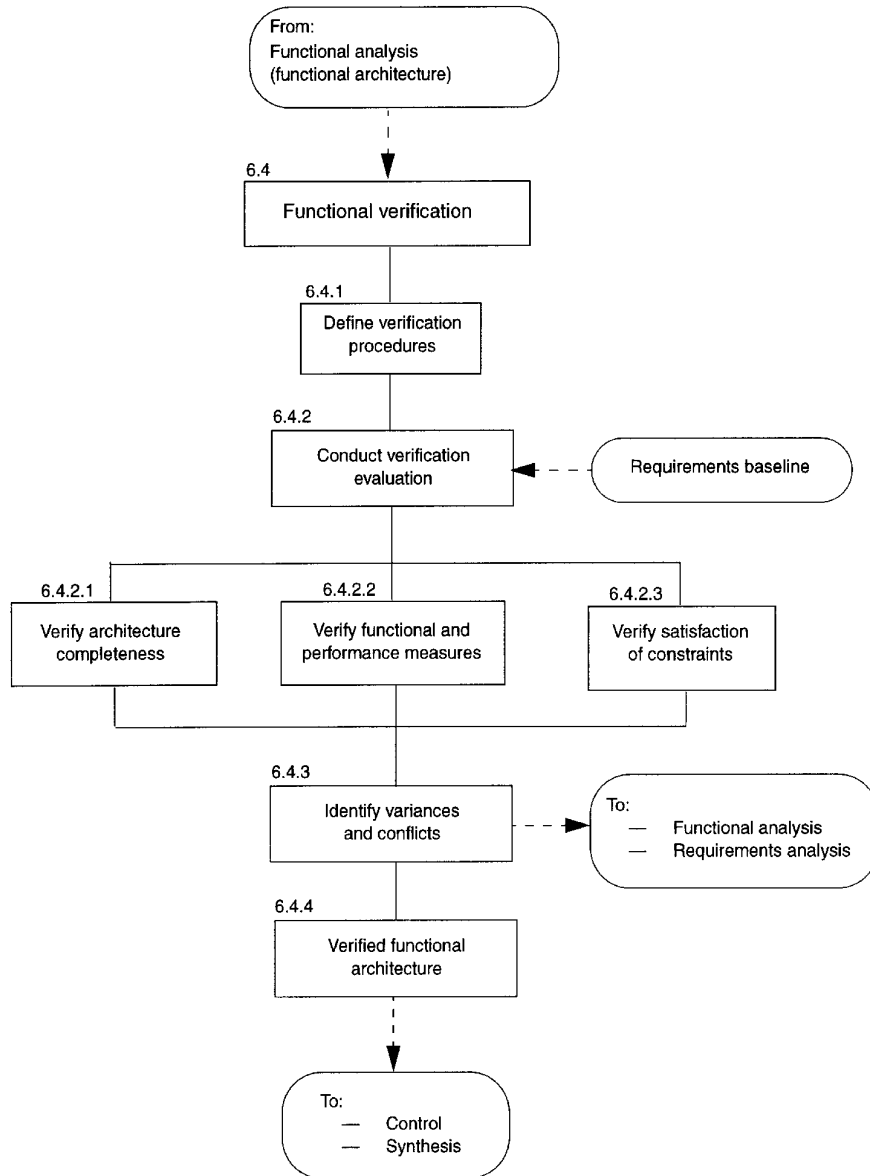 From:
Functional analysis
(functional architecture)
6.4
Functional verification
6.4.1
Define verification
procedures
6.4.2
Conduct verification
evaluation
Requirements baseline
6.4.2.1
Verify architecture
completeness
6.4.2.2
Verify functional and
performance measures
6.4.2.3
Verify satisfaction
of constraints
6.4.3
Identify variances
and conflicts
To:
— Functional analysis
— Requirements analysis
6.4.4
Verified functional
architecture
To:
— Control
— Synthesis